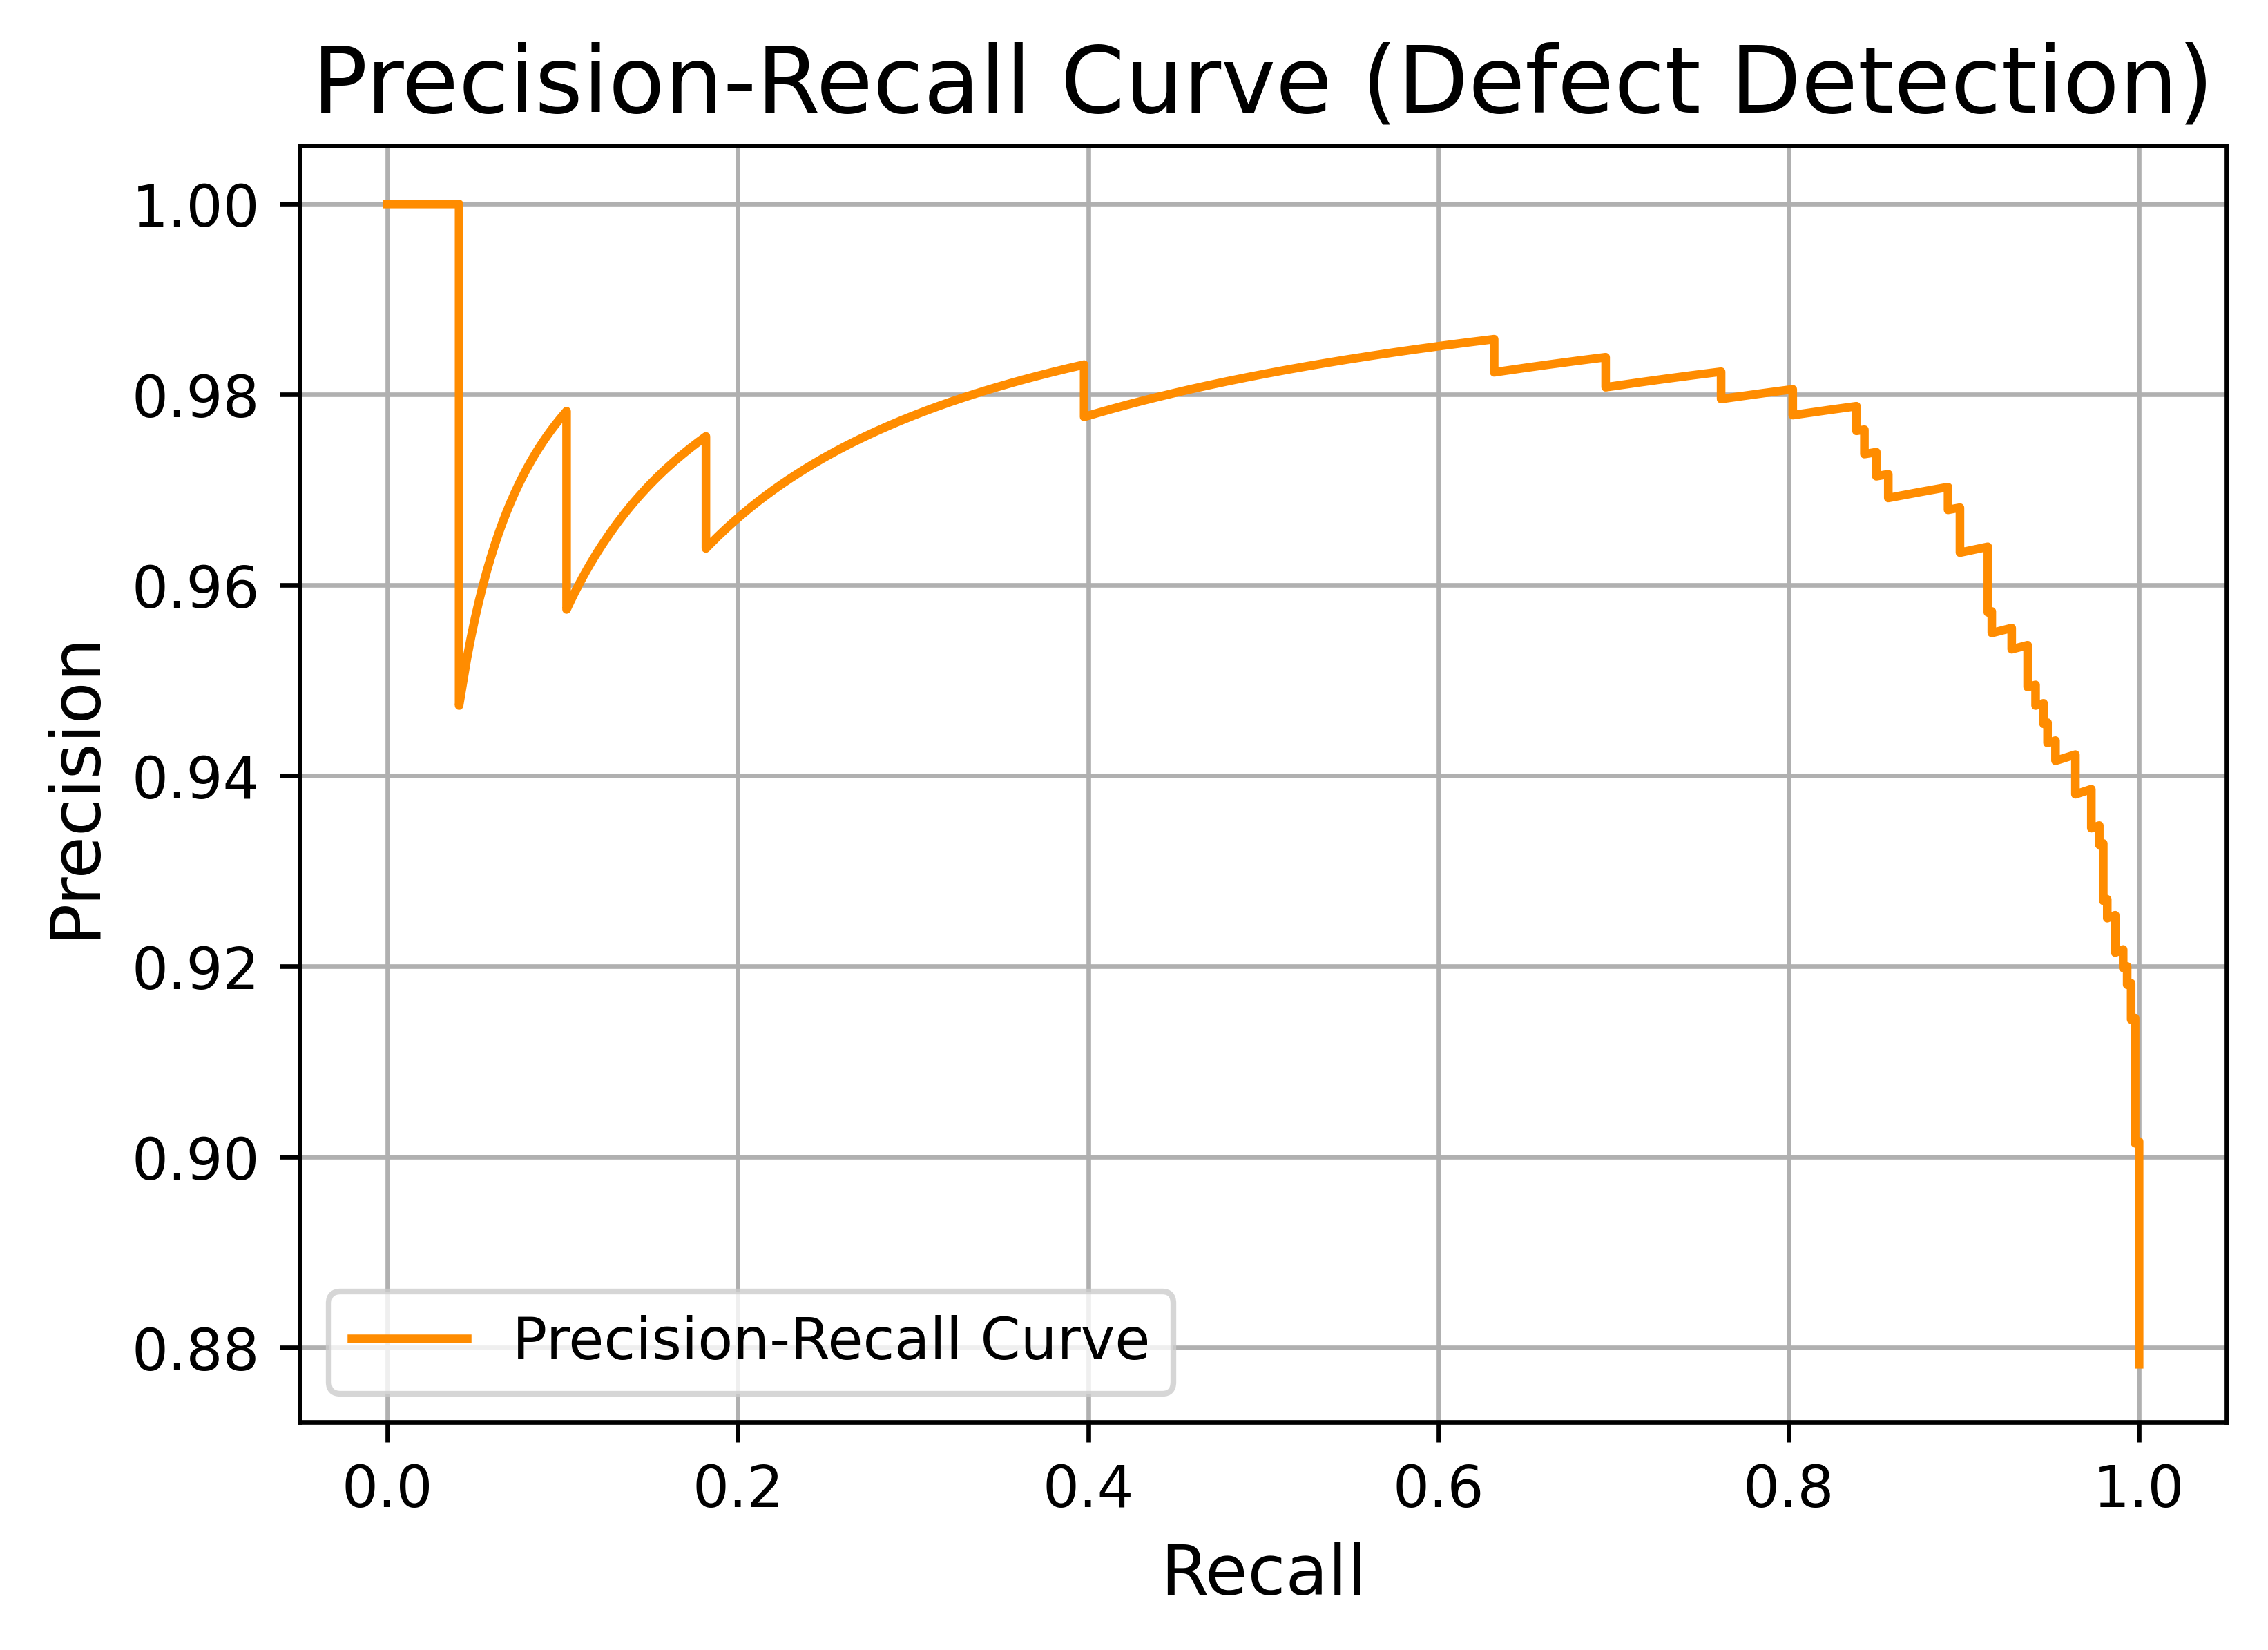 Precision-Recall Curve (Defect Detection)
1.00
0.98
0.96
0.94
0.92
0.90
0.88
Precision
Precision-Recall Curve
0.0 0.2 0.4 0.6 0.8 1.0
Recall